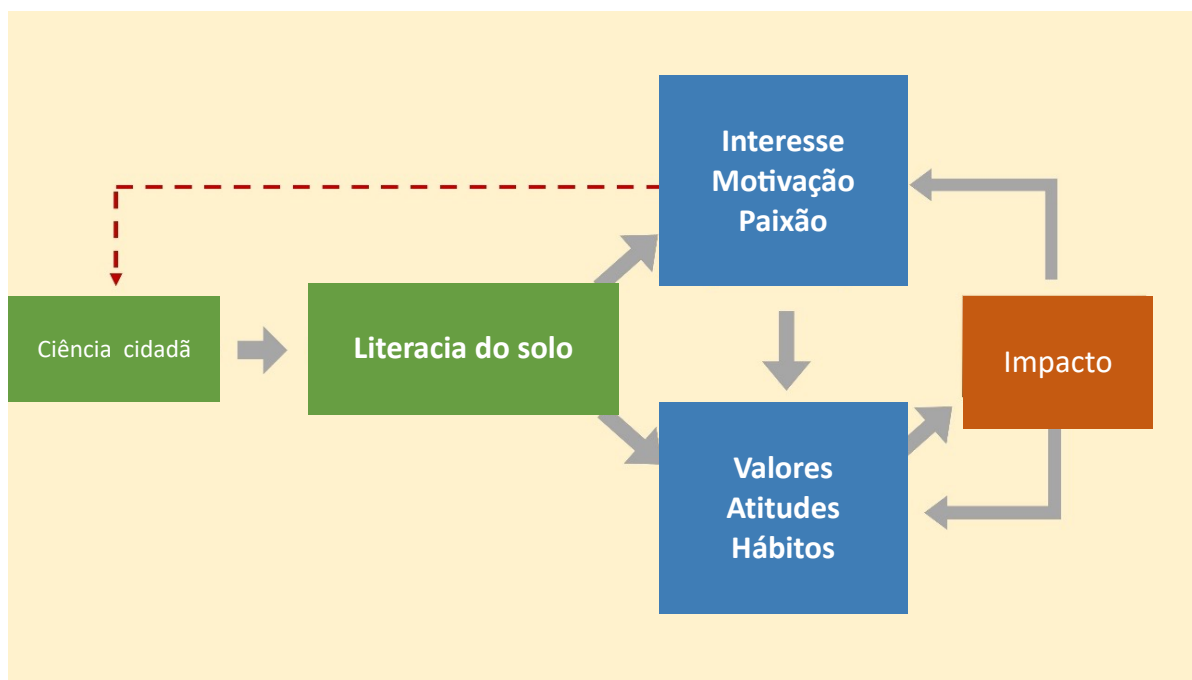 Interesse
Motivação
Paixão
Ciência cidadã
Literacia do solo
Impacto
Valores
Atitudes
Hábitos